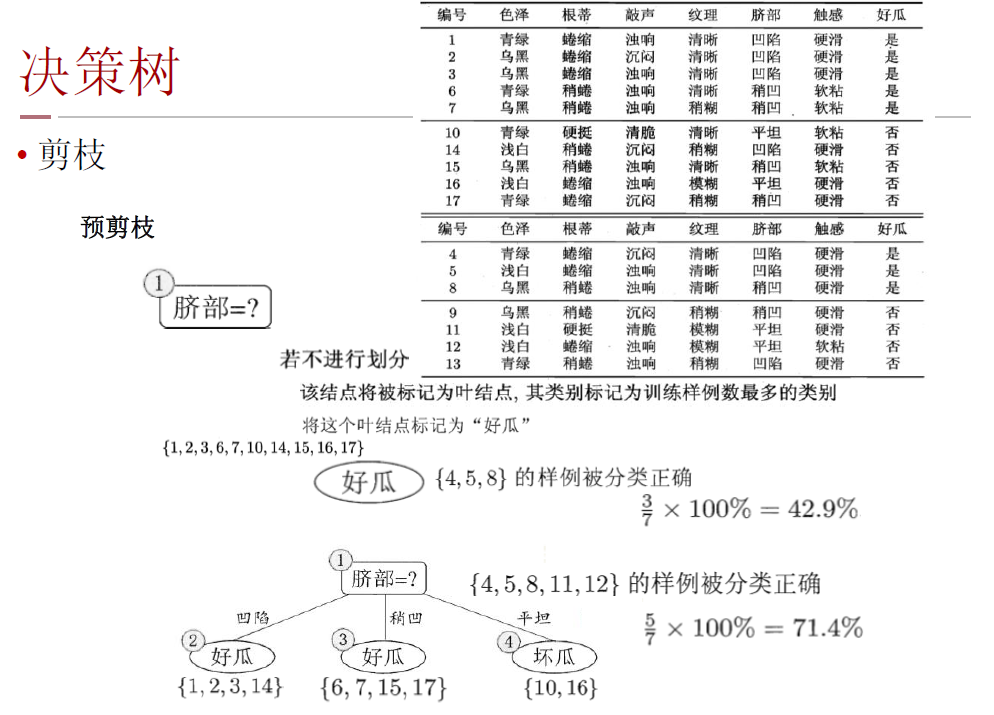 决策树
• 剪枝
预剪枝
编号 色泽 根蒂 敲声 纹理 脐部 触感 好瓜
1 青绿 蜷缩 浊响 清晰 凹陷 硬滑 是
2 乌黑 蜷缩 沉闷 清晰 凹陷 硬滑 是
3 乌黑 蜷缩 浊响 清晰 凹陷 硬滑 是
6 青绿 稍蜷 浊响 清晰 稍凹 软粘 是
7 乌黑 稍蜷 浊响 稍糊 稍凹 软粘 是
10 青绿 硬挺 清脆 清晰 平坦 软粘 否
14 浅白 稍蜷 沉闷 稍糊 凹陷 硬滑 否
15 乌黑 稍蜷 浊响 清晰 稍凹 软粘 否
16 浅白 蜷缩 浊响 模糊 平坦 硬滑 否
17 青绿 蜷缩 沉闷 稍糊 稍凹 硬滑 否
编号 色泽 根蒂 敲声 纹理 脐部 触感 好瓜
4 青绿 蜷缩 沉闷 清晰 凹陷 硬滑 是
5 浅白 蜷缩 浊响 清晰 凹陷 硬滑 是
8 乌黑 稍蜷 浊响 清晰 稍凹 硬滑 是
9 乌黑 稍蜷 沉闷 稍糊 稍凹 硬滑 否
11 浅白 硬挺 清脆 模糊 平坦 硬滑 否
12 浅白 蜷缩 浊响 模糊 平坦 软粘 否
13 青绿 稍蜷 浊响 稍糊 凹陷 硬滑 否
1
脐部=?
若不进行划分
该结点将被标记为叶结点, 其类别标记为训练样例数最多的类别
将这个叶结点标记为“好瓜”
{1,2,3,6,7,10,14,15,16,17}
好瓜 {4,5,8} 的样例被分类正确
3/7 × 100% = 42.9%
1
脐部=? {4,5,8,11,12} 的样例被分类正确
凹陷 稍凹 平坦
5/7 × 100% = 71.4%
2 好瓜 3 好瓜 4 坏瓜
{1,2,3,14} {6,7,15,17} {10,16}